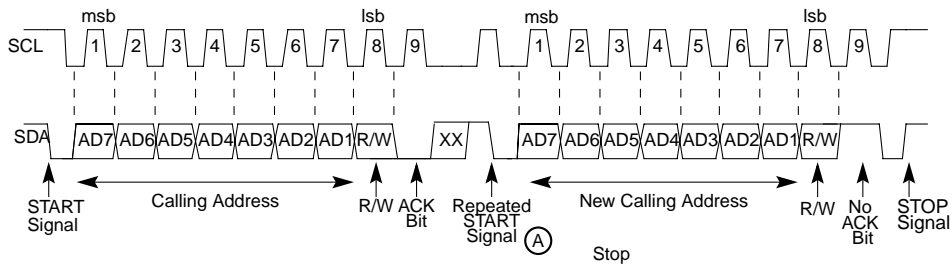 msb lsb msb lsb
SCL 1 2 3 4 5 6 7 8 9 1 2 3 4 5 6 7 8 9
SDA AD7 AD6 AD5 AD4 AD3 AD2 AD1 R/W XX AD7 AD6 AD5 AD4 AD3 AD2 AD1 R/W
START Signal
Calling Address
R/W
ACK Bit
Repeated START Signal
A
New Calling Address
R/W
No ACK Bit
STOP Signal
Stop